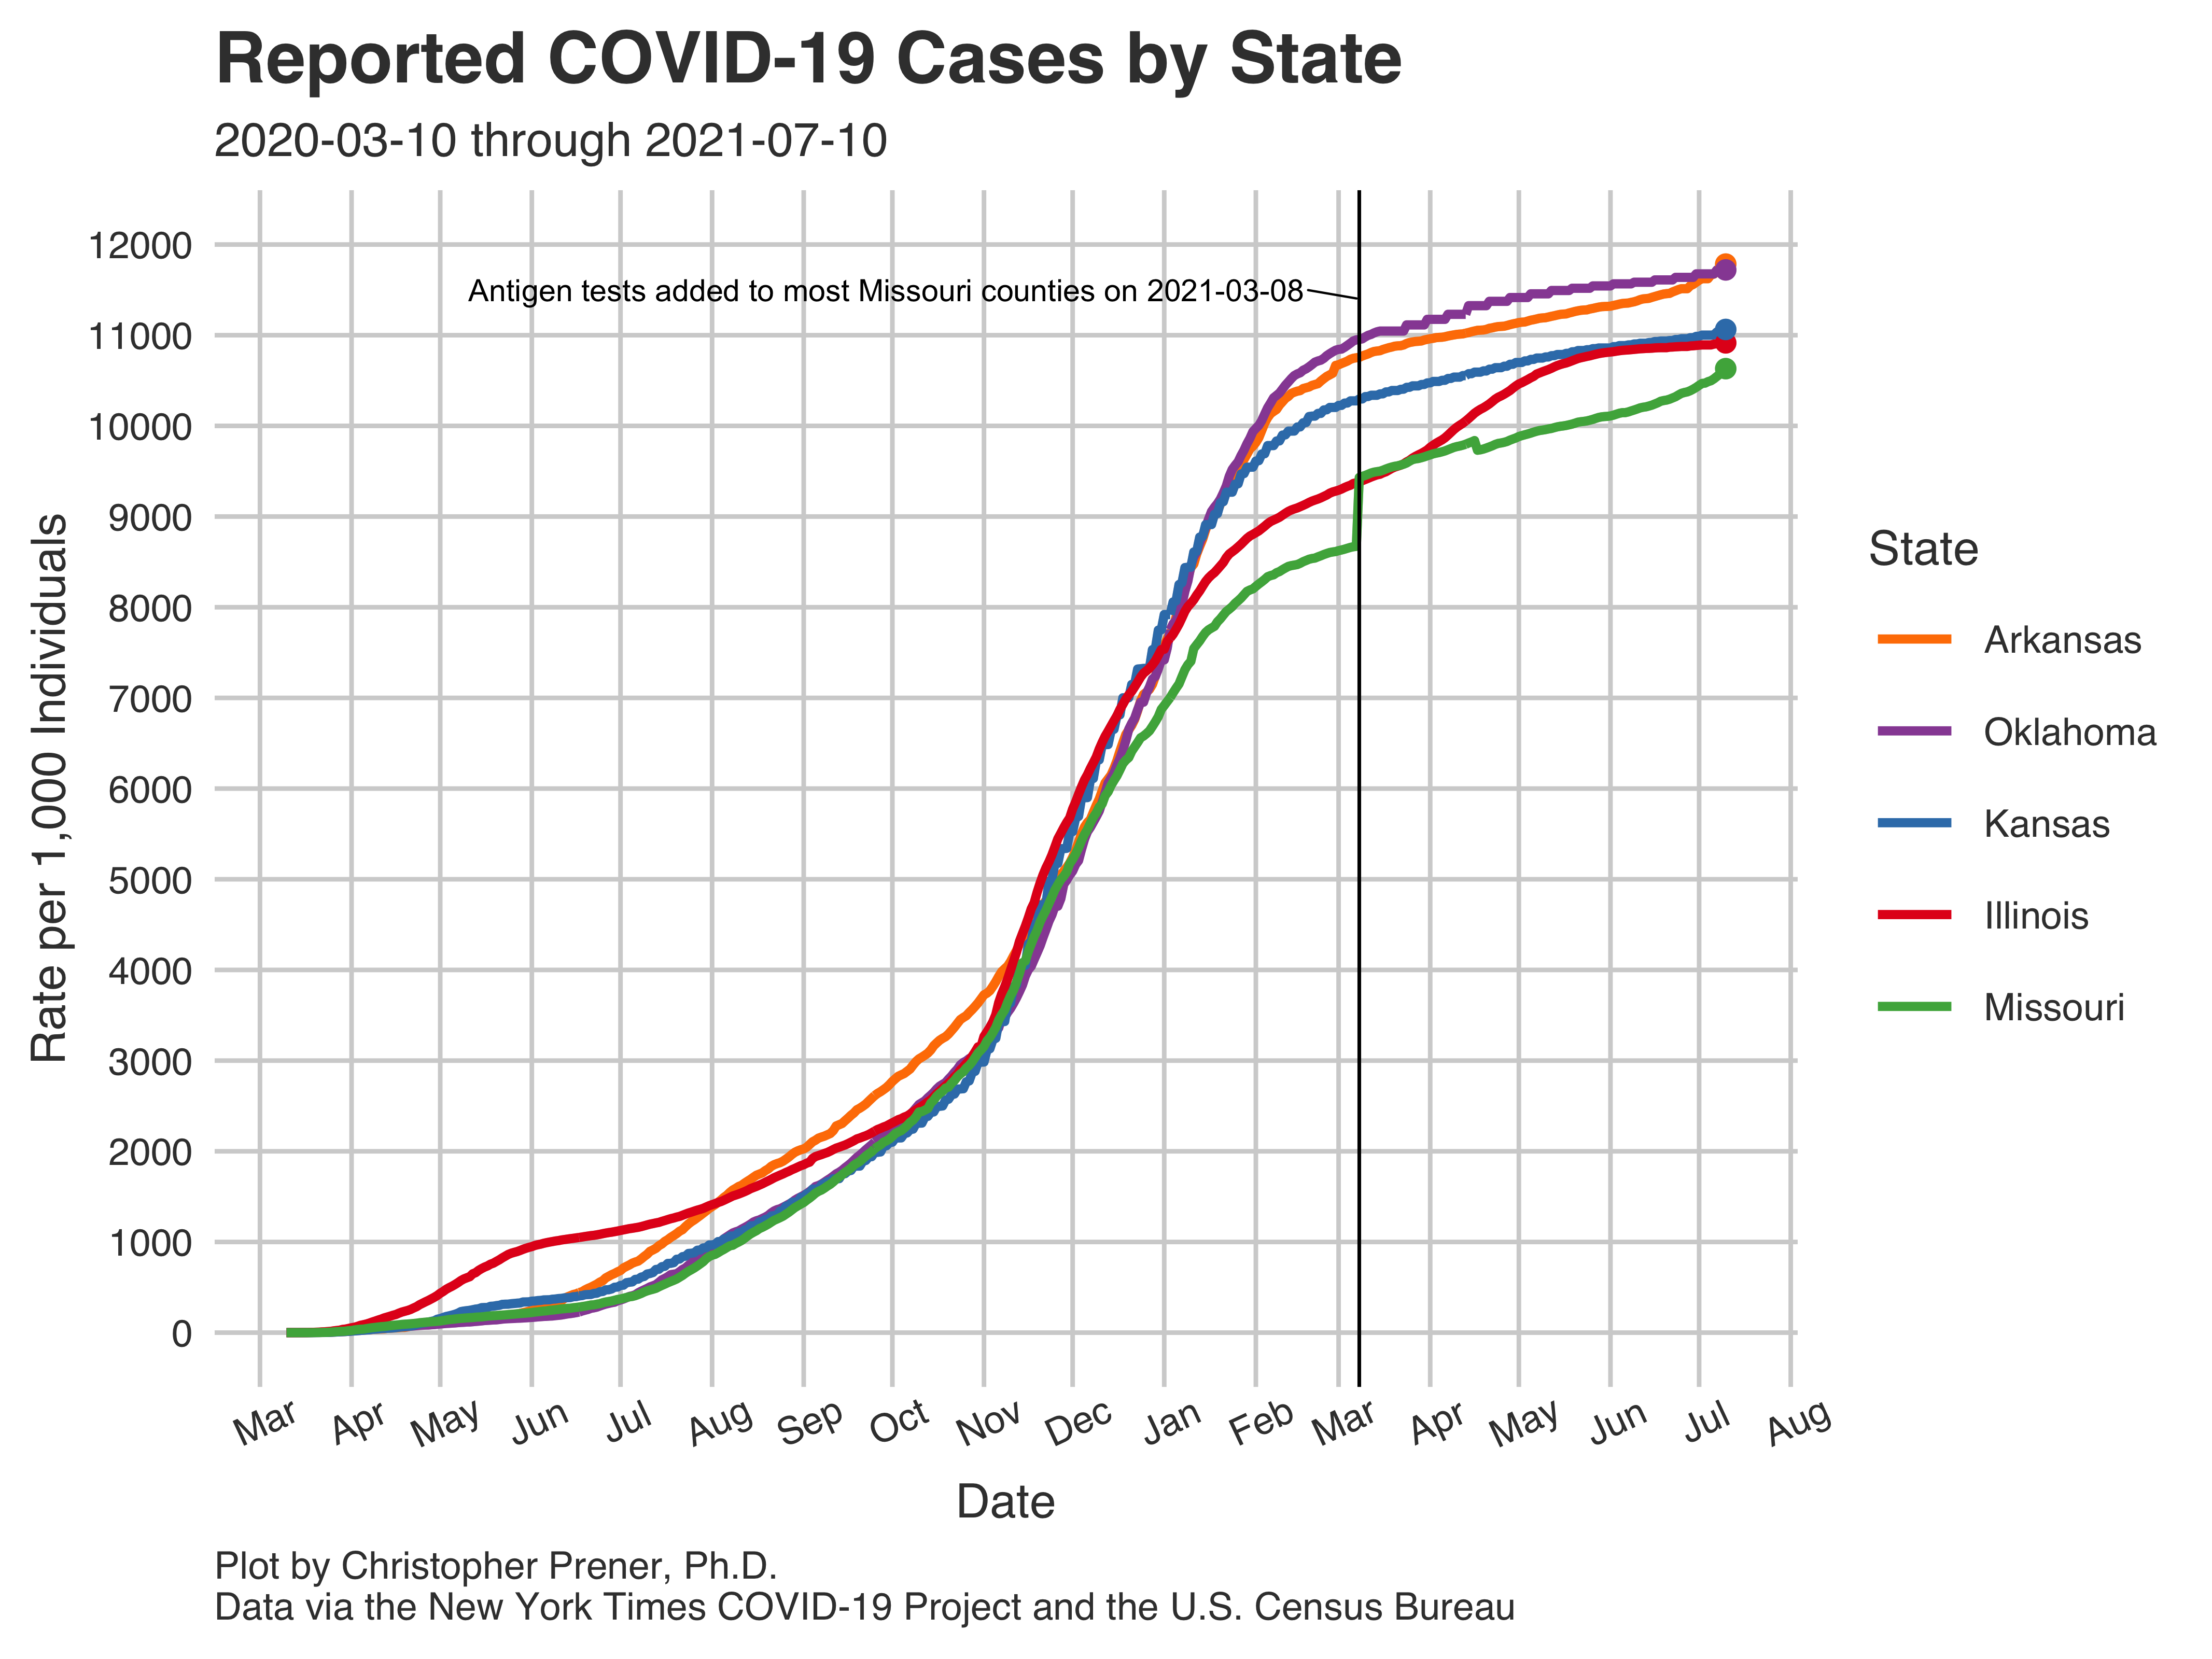 Reported COVID-19 Cases by State
2020-03-10 through 2021-07-10
Rate per 1,000 Individuals
12000
11000
10000
9000
8000
7000
6000
5000
4000
3000
2000
1000
0
Antigen tests added to most Missouri counties on 2021-03-08
Mar Apr May Jun Jul Aug Sep Oct Nov Dec Jan Feb Mar Apr May Jun Jul Aug
Date
State
Arkansas
Oklahoma
Kansas
Illinois
Missouri
Plot by Christopher Prener, Ph.D.
Data via the New York Times COVID-19 Project and the U.S. Census Bureau